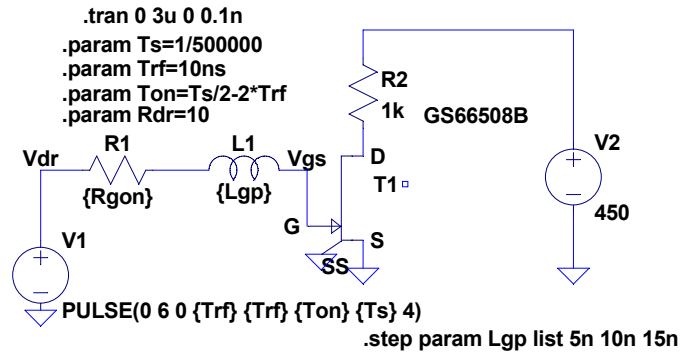 .tran 0 3u 0 0.1n
.param Ts=1/500000
.param Trf=10ns
.param Ton=Ts/2-2*Trf
.param Rdr=10
R2
1k
GS66508B
Vdr
R1
{Rgon}
L1
{Lgp}
Vgs
D
T1
G
S
SS
V2
450
V1
PULSE(0 6 0 {Trf} {Trf} {Ton} {Ts} 4)
.step param Lgp list 5n 10n 15n